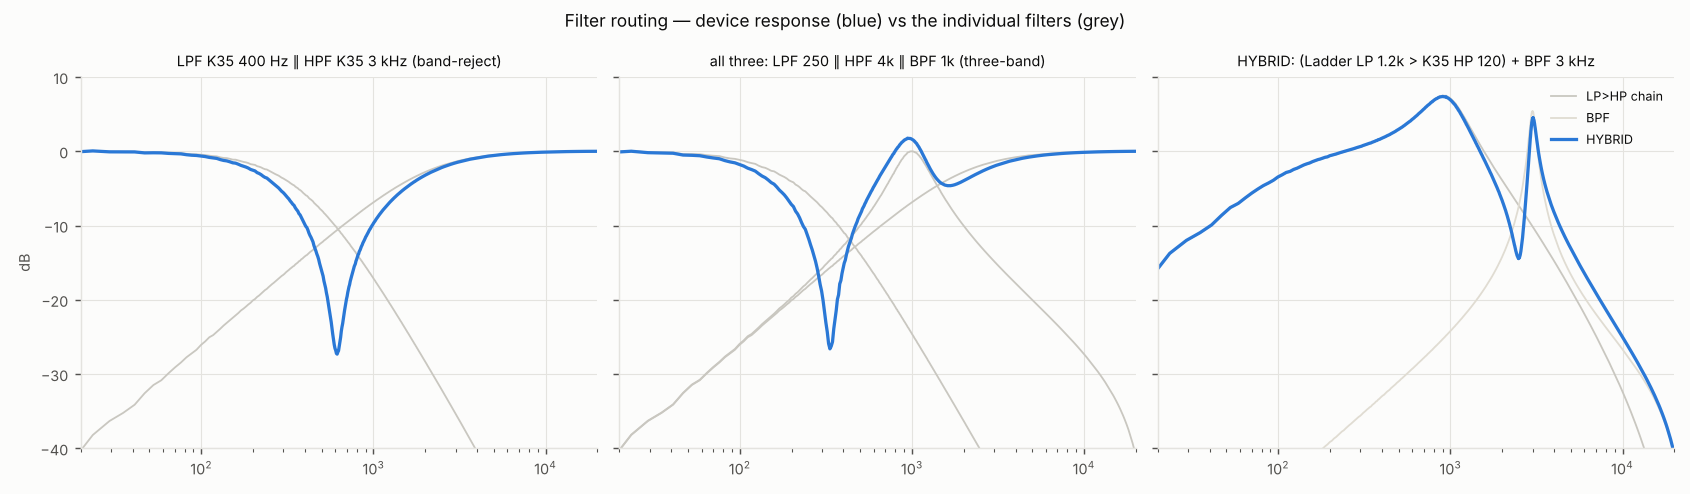 Filter routing — device response (blue) vs the individual filters (grey)
LPF K35 400 Hz ‖ HPF K35 3 kHz (band-reject)
all three: LPF 250 ‖ HPF 4k ‖ BPF 1k (three-band)
HYBRID: (Ladder LP 1.2k > K35 HP 120) + BPF 3 kHz
10
0
−10
−20
−30
−40
dB
LP>HP chain
BPF
HYBRID
10²
10³
10⁴
10²
10³
10⁴
10²
10³
10⁴